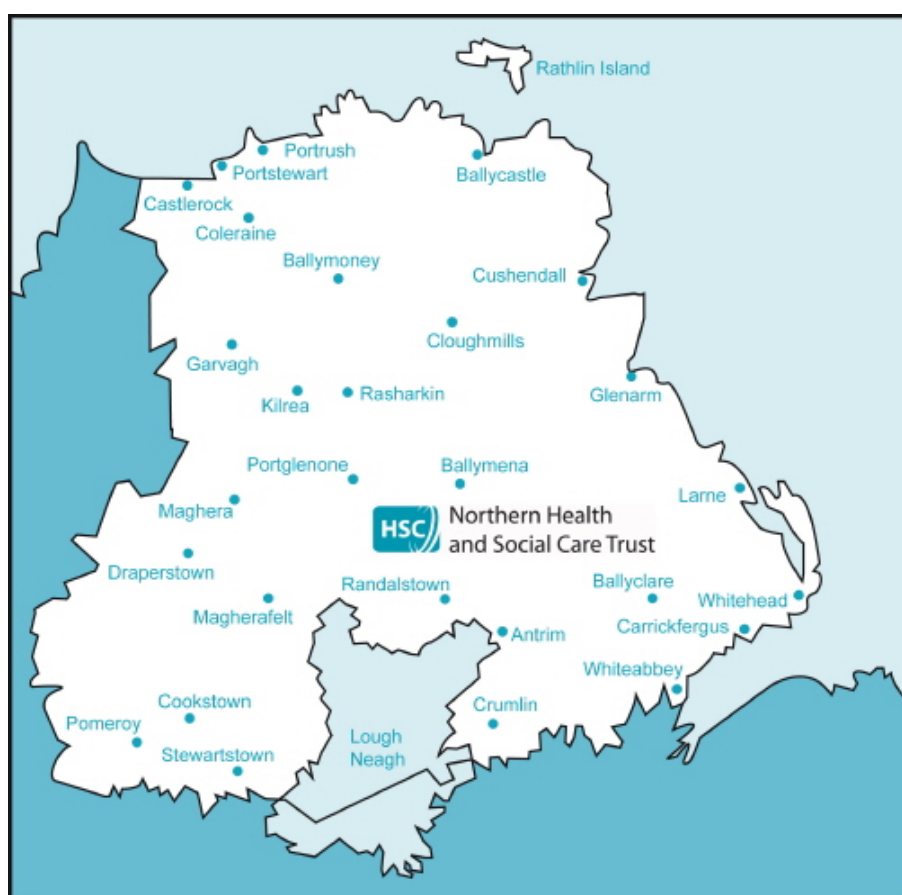 Rathlin Island
Portrush
Portstewart
Ballycastle
Castlerock
Coleraine
Ballymoney
Cushendall
Cloughmills
Garvagh
Glenarm
Kilrea
Rasharkin
Portglenone
Ballymena
Larne
Maghera
HSC
Northern Health
and Social Care Trust
Draperstown
Randalstown
Ballyclare
Whitehead
Magherafelt
Carrickfergus
Antrim
Whiteabbey
Cookstown
Crumlin
Pomeroy
Lough
Neagh
Stewartstown